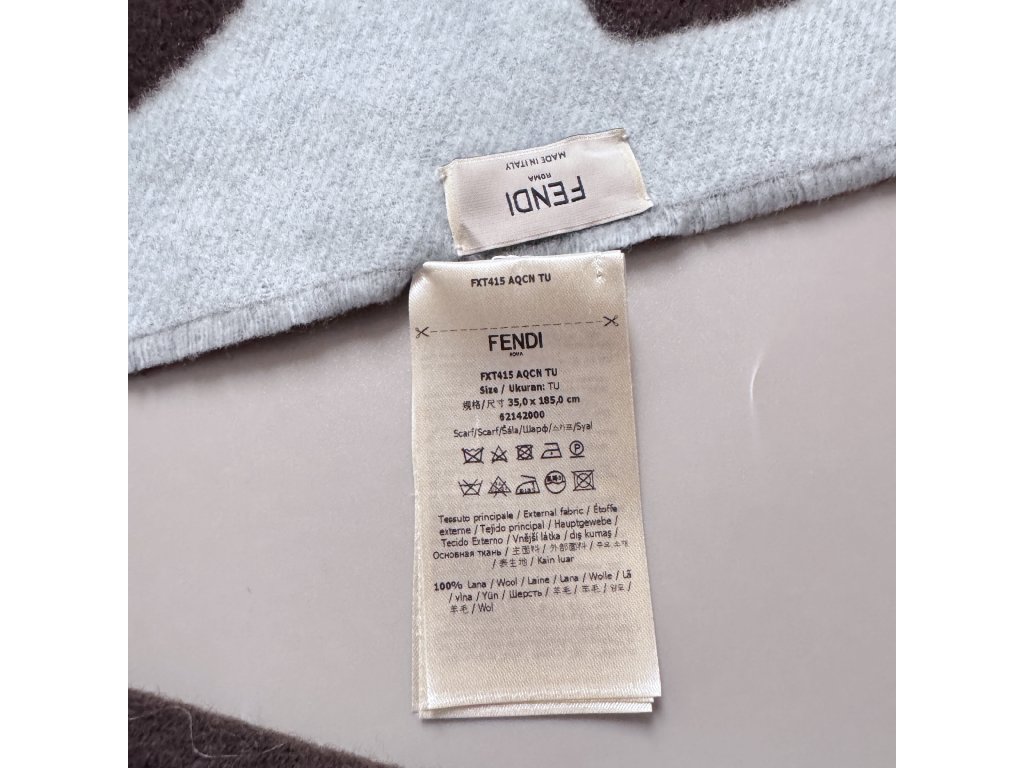 FENDI
ROMA
MADE IN ITALY
FXT415 AQCN TU
FENDI
ROMA
FXT415 AQCN TU
Size / Ukuran: TU
规格/尺寸 35,0 x 185,0 cm
62142000
Scarf/Scarf/Šála/Шарф/스카프/Syal
Tessuto principale / External fabric / Étoffe
externe / Tejido principal / Hauptgewebe /
Tecido Externo / Vnější látka / dış kumaş /
Основная ткань / 主面料 / 外部面料 /
/ 表生地 / Kain luar
100% Lana / Wool / Laine / Lana / Wolle / Lã
/ vlna / Yün / Шерсть / 羊毛 / 羊毛 /
羊毛 / Wol